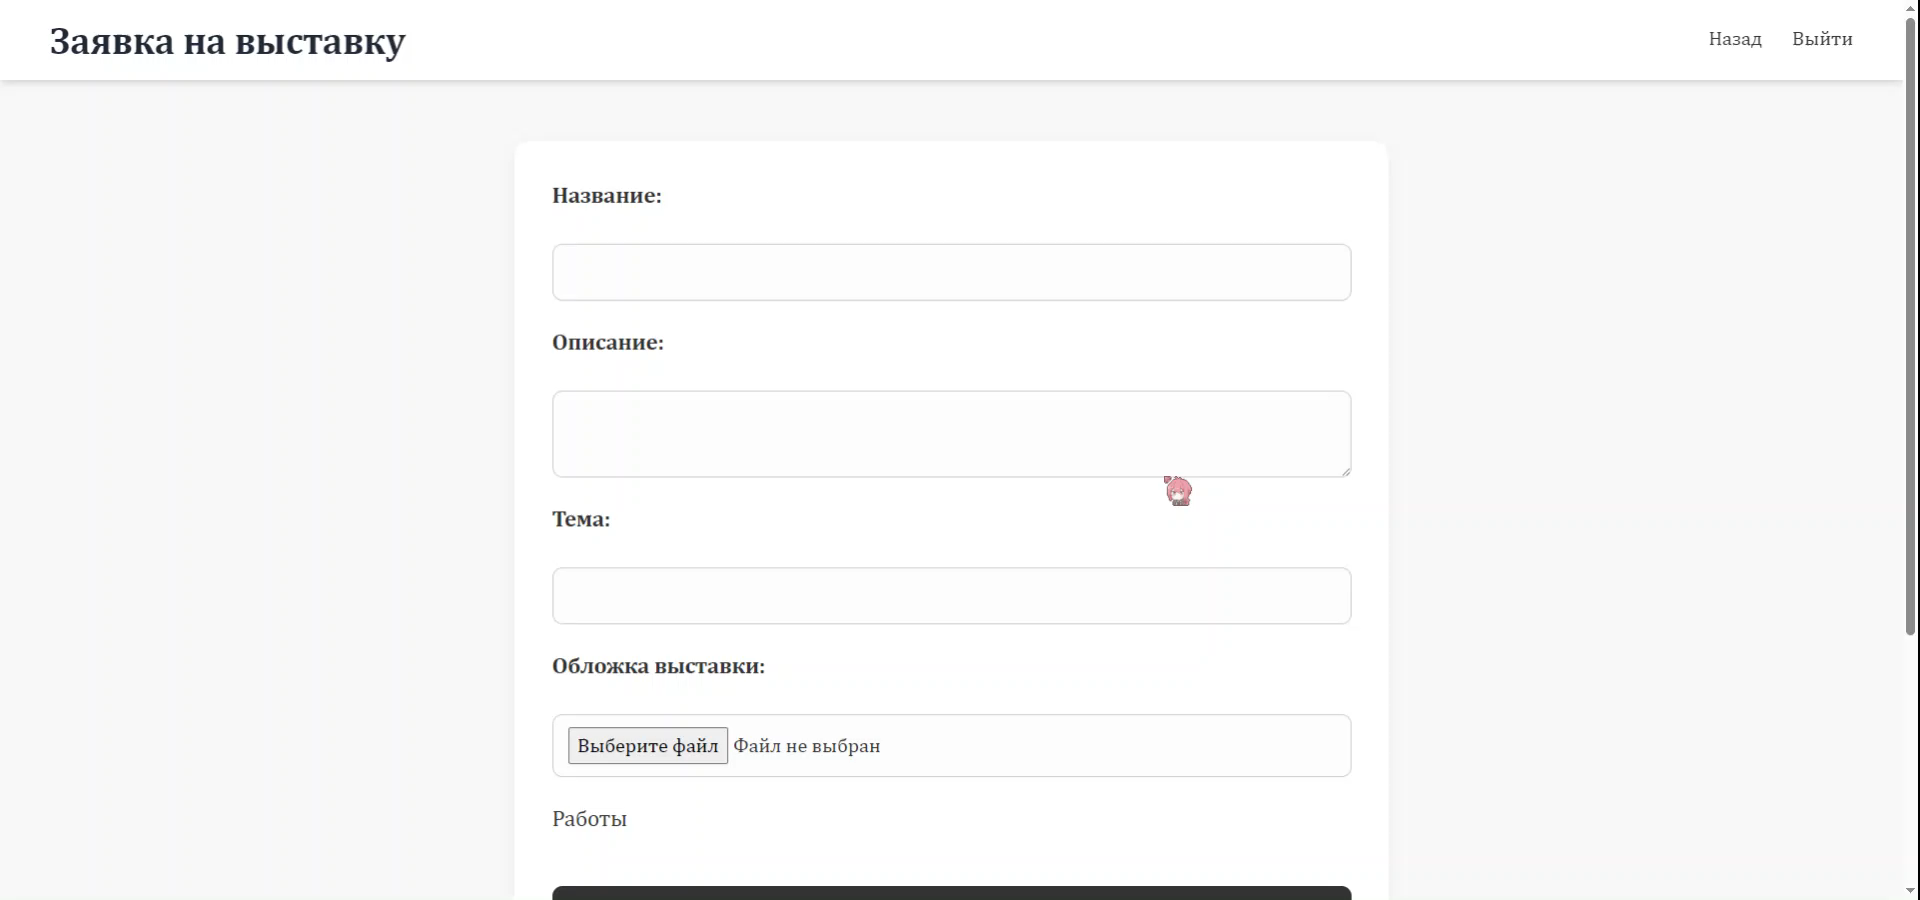 Заявка на выставку
Назад Выйти
Название:
Описание:
Тема:
Обложка выставки:
Выберите файл Файл не выбран
Работы